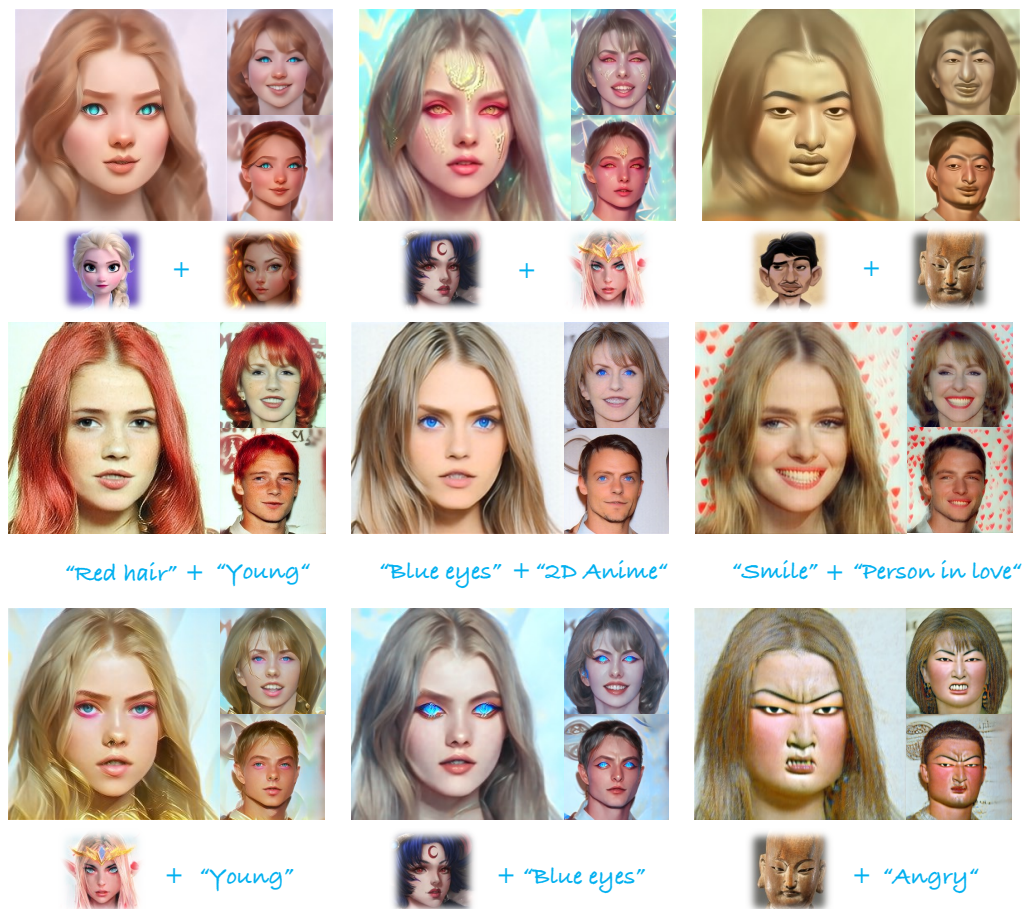 + + +
“Red hair” + “Young“ “Blue eyes” + “2D Anime“ “Smile” + “Person in love“
+ “Young” + “Blue eyes” + “Angry“